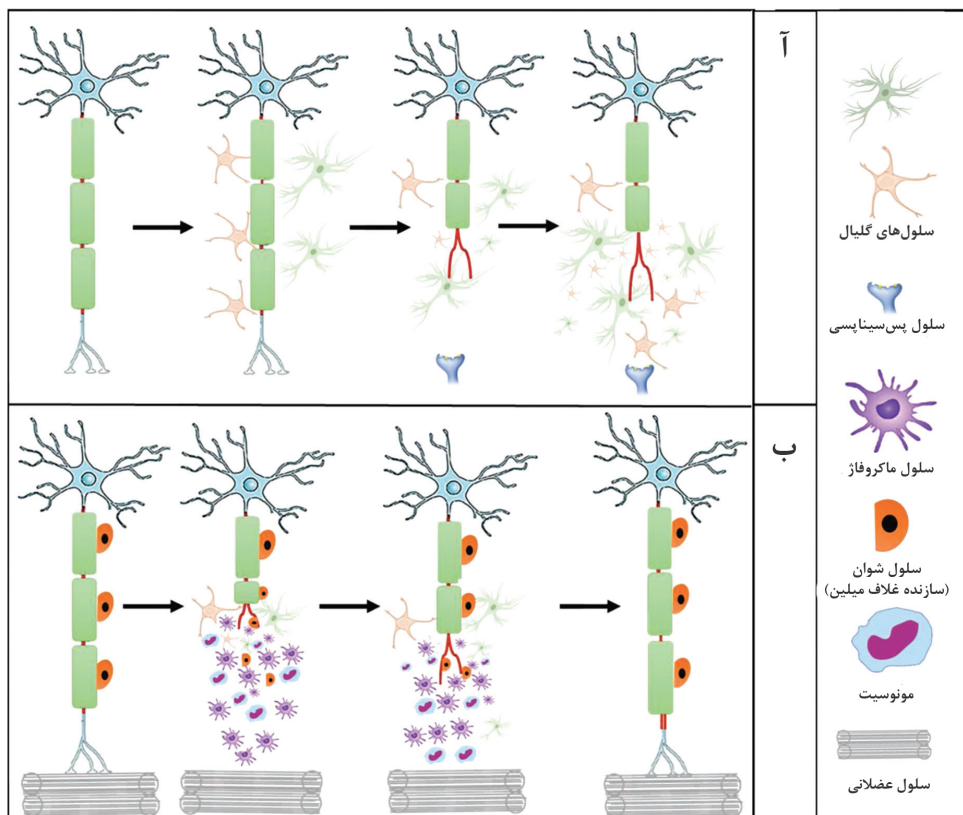 آ
ب
سلول‌های گلیال
سلول پس‌سیناپسی
سلول ماکروفاژ
سلول شوان
(سازنده غلاف میلین)
مونوسیت
سلول عضلانی